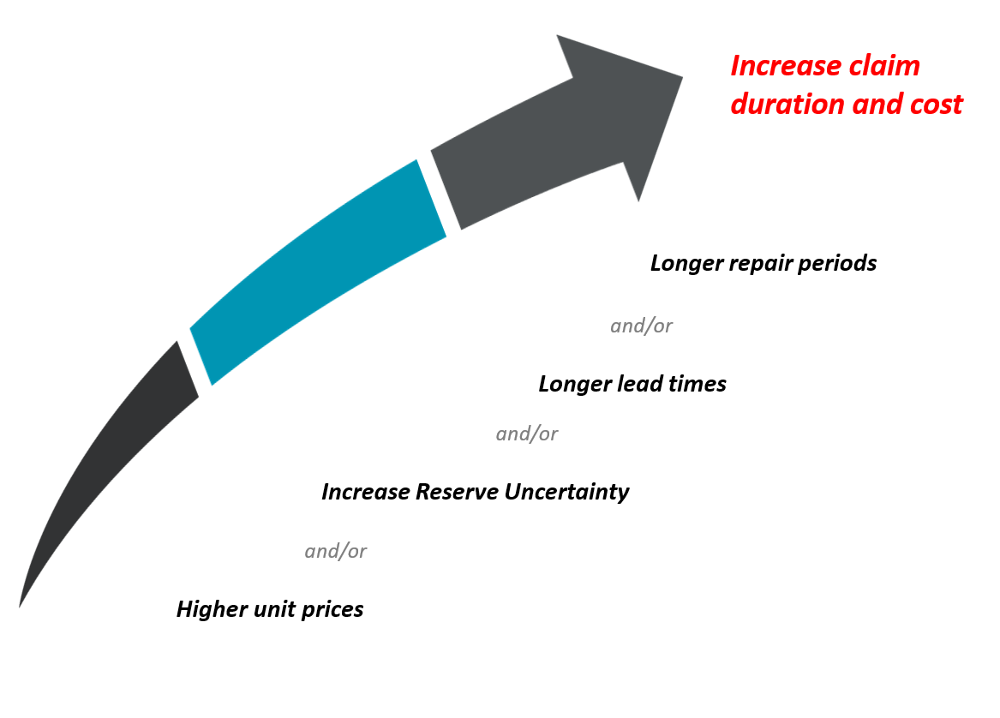 Increase claim
duration and cost
Longer repair periods
and/or
Longer lead times
and/or
Increase Reserve Uncertainty
and/or
Higher unit prices